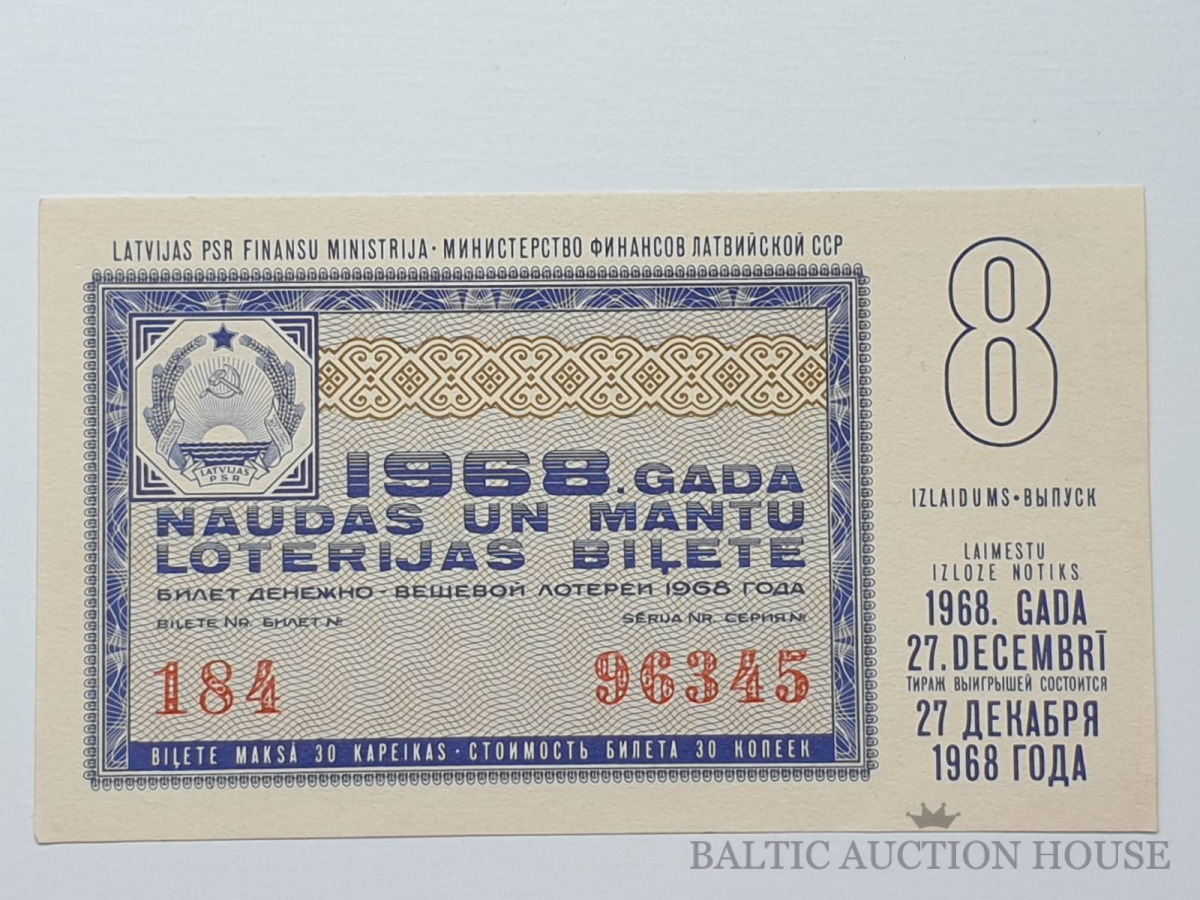 LATVIJAS PSR FINANSU MINISTRIJA · МИНИСТЕРСТВО ФИНАНСОВ ЛАТВИЙСКОЙ ССР
LATVIJAS
PSR
1968. GADA
NAUDAS UN MANTU
LOTERIJAS BIĻETE
БИЛЕТ ДЕНЕЖНО - ВЕЩЕВОЙ ЛОТЕРЕИ 1968 ГОДА
BIĻETE NR. БИЛЕТ № SĒRIJA NR. СЕРИЯ №
184 96345
BIĻETE MAKSĀ 30 KAPEIKAS · СТОИМОСТЬ БИЛЕТА 30 КОПЕЕК
8
IZLAIDUMS • ВЫПУСК
LAIMESTU
IZLOZE NOTIKS
1968. GADA
27. DECEMBRĪ
ТИРАЖ ВЫИГРЫШЕЙ СОСТОИТСЯ
27 ДЕКАБРЯ
1968 ГОДА
BALTIC AUCTION HOUSE